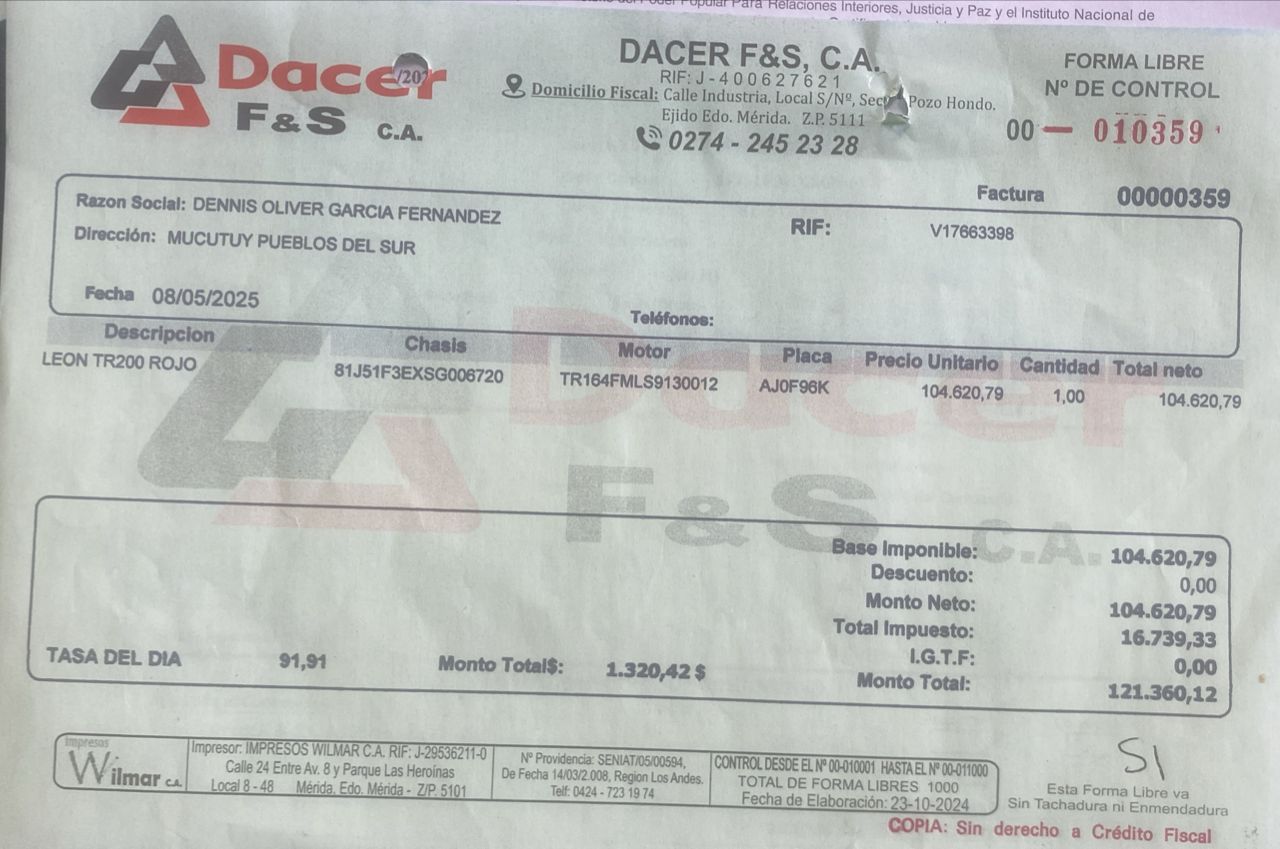 Poder Popular Para Relaciones Interiores, Justicia y Paz y el Instituto Nacional de
Dacer
/202
F&S C.A.
DACER F&S, C.A.
RIF: J-400627621
Domicilio Fiscal: Calle Industria, Local S/Nº, Pozo Hondo.
Ejido Edo. Mérida. Z.P. 5111
0274 - 245 23 28
FORMA LIBRE
Nº DE CONTROL
00 — 010359
Factura 00000359
Razon Social: DENNIS OLIVER GARCIA FERNANDEZ
RIF: V17663398
Dirección: MUCUTUY PUEBLOS DEL SUR
Fecha 08/05/2025
Teléfonos:
Descripcion Chasis Motor Placa Precio Unitario Cantidad Total neto
LEON TR200 ROJO 81J51F3EXSG006720 TR164FMLS9130012 AJ0F96K 104.620,79 1,00 104.620,79
Dacer
F&S C.A.
Base Imponible: 104.620,79
Descuento: 0,00
Monto Neto: 104.620,79
Total Impuesto: 16.739,33
I.G.T.F: 0,00
TASA DEL DIA 91,91 Monto Total$: 1.320,42 $ Monto Total: 121.360,12
Impresos
Wilmar C.A.
Impresor: IMPRESOS WILMAR C.A. RIF: J-29536211-0
Calle 24 Entre Av. 8 y Parque Las Heroínas
Local 8 - 48 Mérida. Edo. Mérida - Z/P. 5101
Nº Providencia: SENIAT/05/00594,
De Fecha 14/03/2.008, Region Los Andes.
Telf: 0424 - 723 19 74
CONTROL DESDE EL Nº 00-010001 HASTA EL Nº 00-011000
TOTAL DE FORMA LIBRES 1000
Fecha de Elaboración: 23-10-2024
SI
Esta Forma Libre va
Sin Tachadura ni Enmendadura
COPIA: Sin derecho a Crédito Fiscal